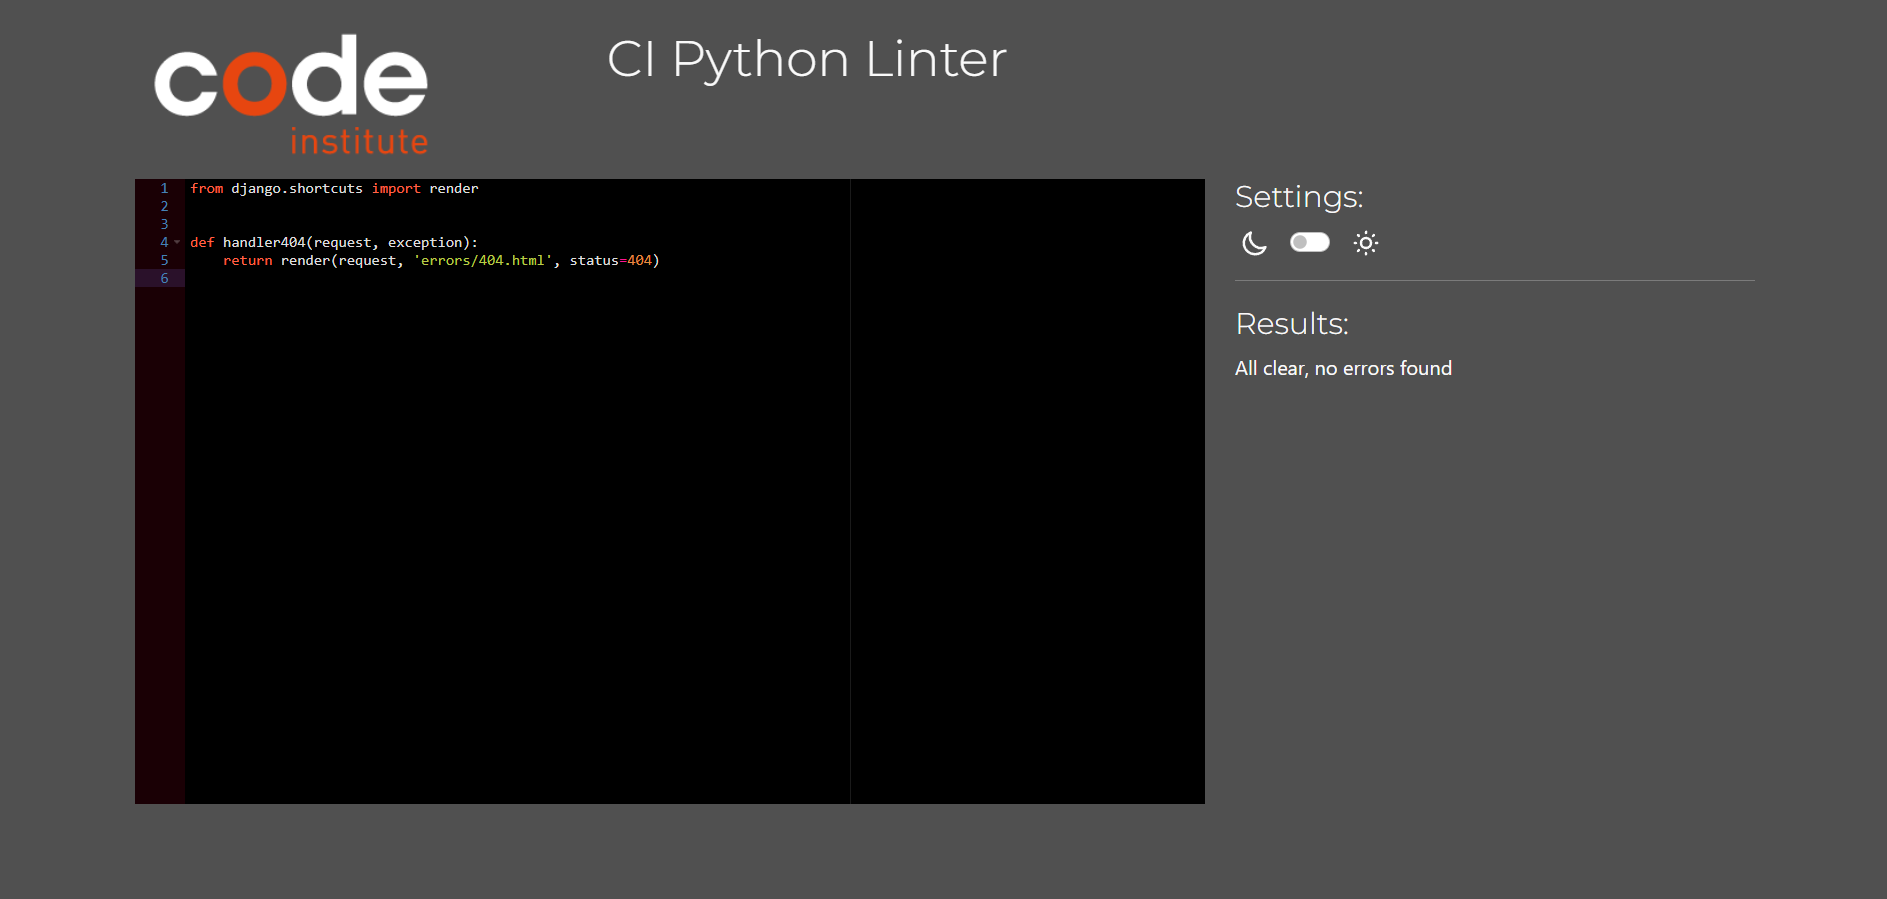 code
institute
CI Python Linter
1 from django.shortcuts import render
2
3
4 def handler404(request, exception):
5     return render(request, 'errors/404.html', status=404)
6
Settings:
Results:
All clear, no errors found